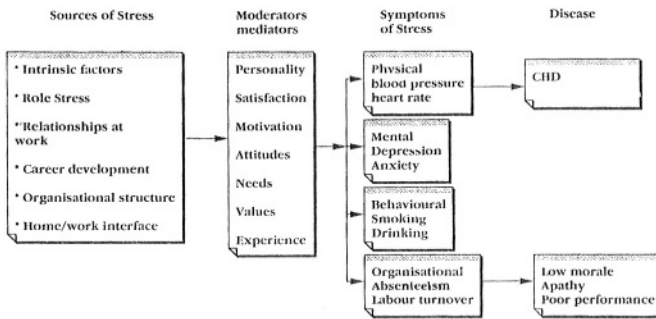 Sources of Stress
Moderators
mediators
Symptoms
of Stress
Disease
* Intrinsic factors
* Role Stress
* Relationships at
work
* Career development
* Organisational structure
* Home/work interface
Personality
Satisfaction
Motivation
Attitudes
Needs
Values
Experience
Physical
blood pressure
heart rate
Mental
Depression
Anxiety
Behavioural
Smoking
Drinking
Organisational
Absenteeism
Labour turnover
CHD
Low morale
Apathy
Poor performance